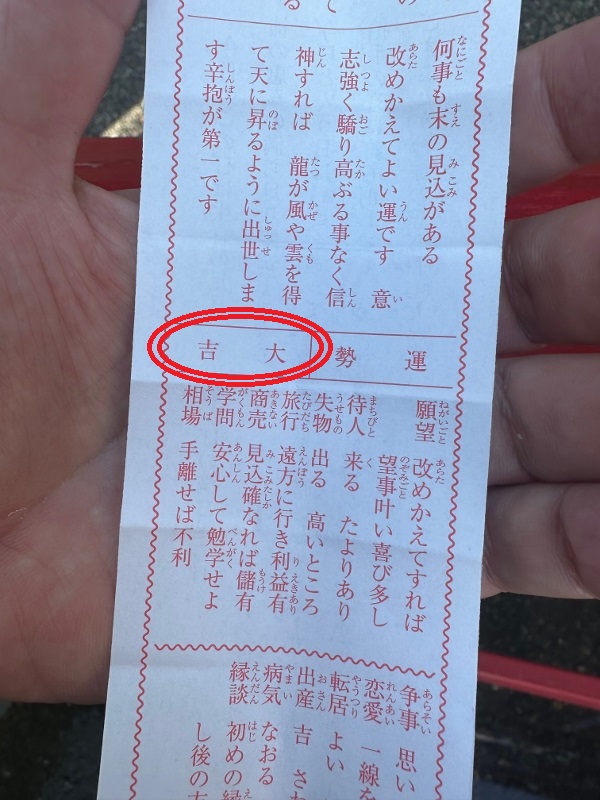 何事も末の見込がある
改めかえてよい運です 意
志強く驕り高ぶる事なく信
神すれば 龍が風や雲を得
て天に昇るように出世しま
す辛抱が第一です
運勢 大吉
願望 改めかえてすれば
望事叶い喜び多し
待人 来る たよりあり
失物 出る 高いところ
旅行 遠方に行き利益有
商売 見込確なれば儲有
学問 安心して勉学せよ
相場 手離せば不利
争事 思い
恋愛 一線を
転居 よい
出産 吉 さ
病気 なおる
縁談 初めの縁
し後の